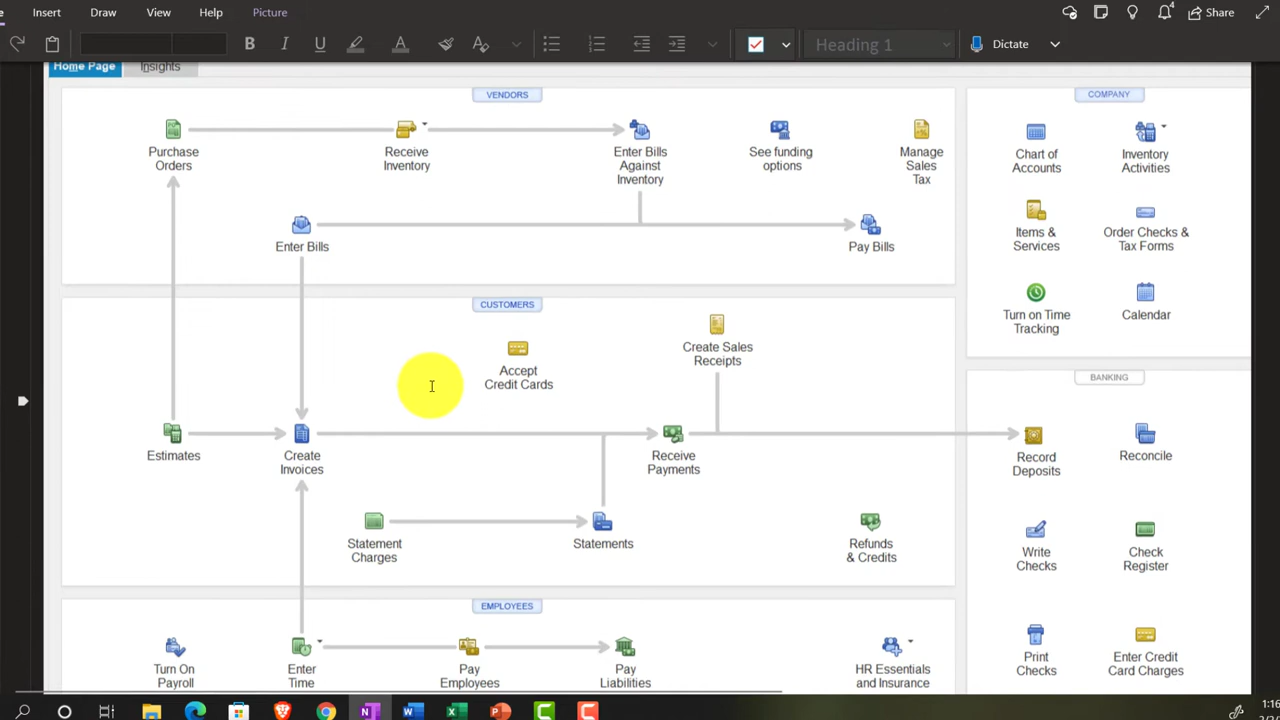 Insert Draw View Help Picture Share
B I U A A Heading 1 Dictate
Home Page Insights
VENDORS
Purchase
Orders
Receive
Inventory
Enter Bills
Against
Inventory
See funding
options
Manage
Sales
Tax
Enter Bills
Pay Bills
CUSTOMERS
Accept
Credit Cards
Create Sales
Receipts
Estimates
Create
Invoices
Receive
Payments
Statement
Charges
Statements
Refunds
& Credits
EMPLOYEES
Turn On
Payroll
Enter
Time
Pay
Employees
Pay
Liabilities
HR Essentials
and Insurance
COMPANY
Chart of
Accounts
Inventory
Activities
Items &
Services
Order Checks &
Tax Forms
Turn on Time
Tracking
Calendar
BANKING
Record
Deposits
Reconcile
Write
Checks
Check
Register
Print
Checks
Enter Credit
Card Charges
1:16